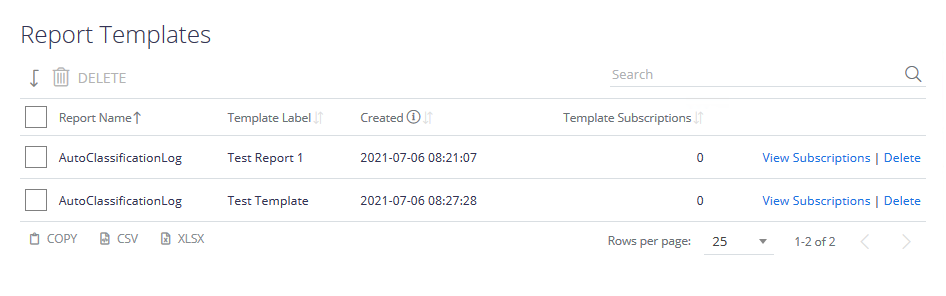 Report Templates
DELETE Search
Report Name Template Label Created Template Subscriptions
AutoClassificationLog Test Report 1 2021-07-06 08:21:07 0 View Subscriptions | Delete
AutoClassificationLog Test Template 2021-07-06 08:27:28 0 View Subscriptions | Delete
COPY CSV XLSX Rows per page: 25 1-2 of 2